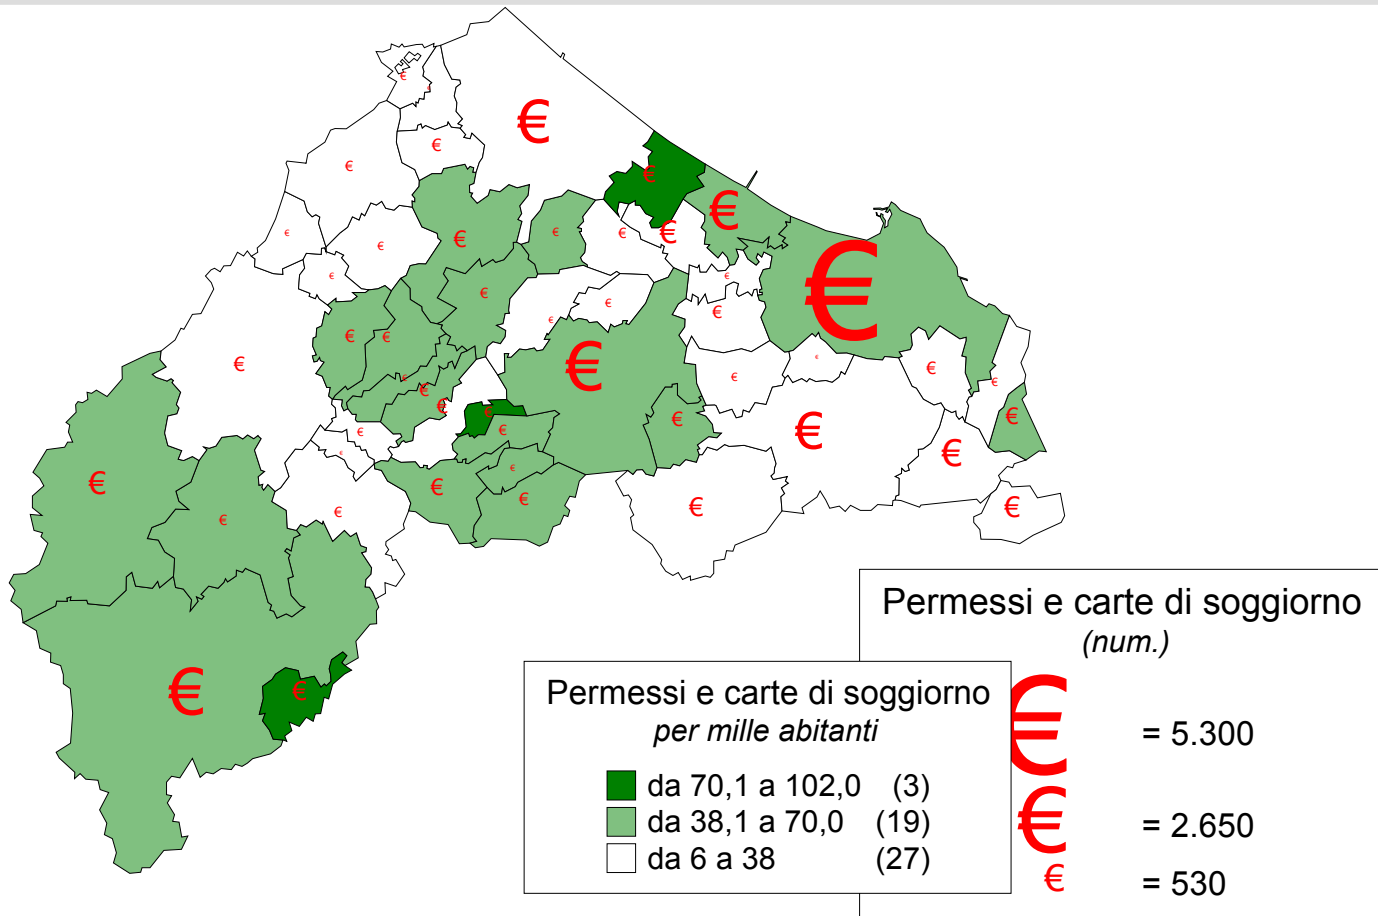 Permessi e carte di soggiorno
(num.)
€ = 5.300
€ = 2.650
€ = 530
Permessi e carte di soggiorno
per mille abitanti
da 70,1 a 102,0 (3)
da 38,1 a 70,0 (19)
da 6 a 38 (27)